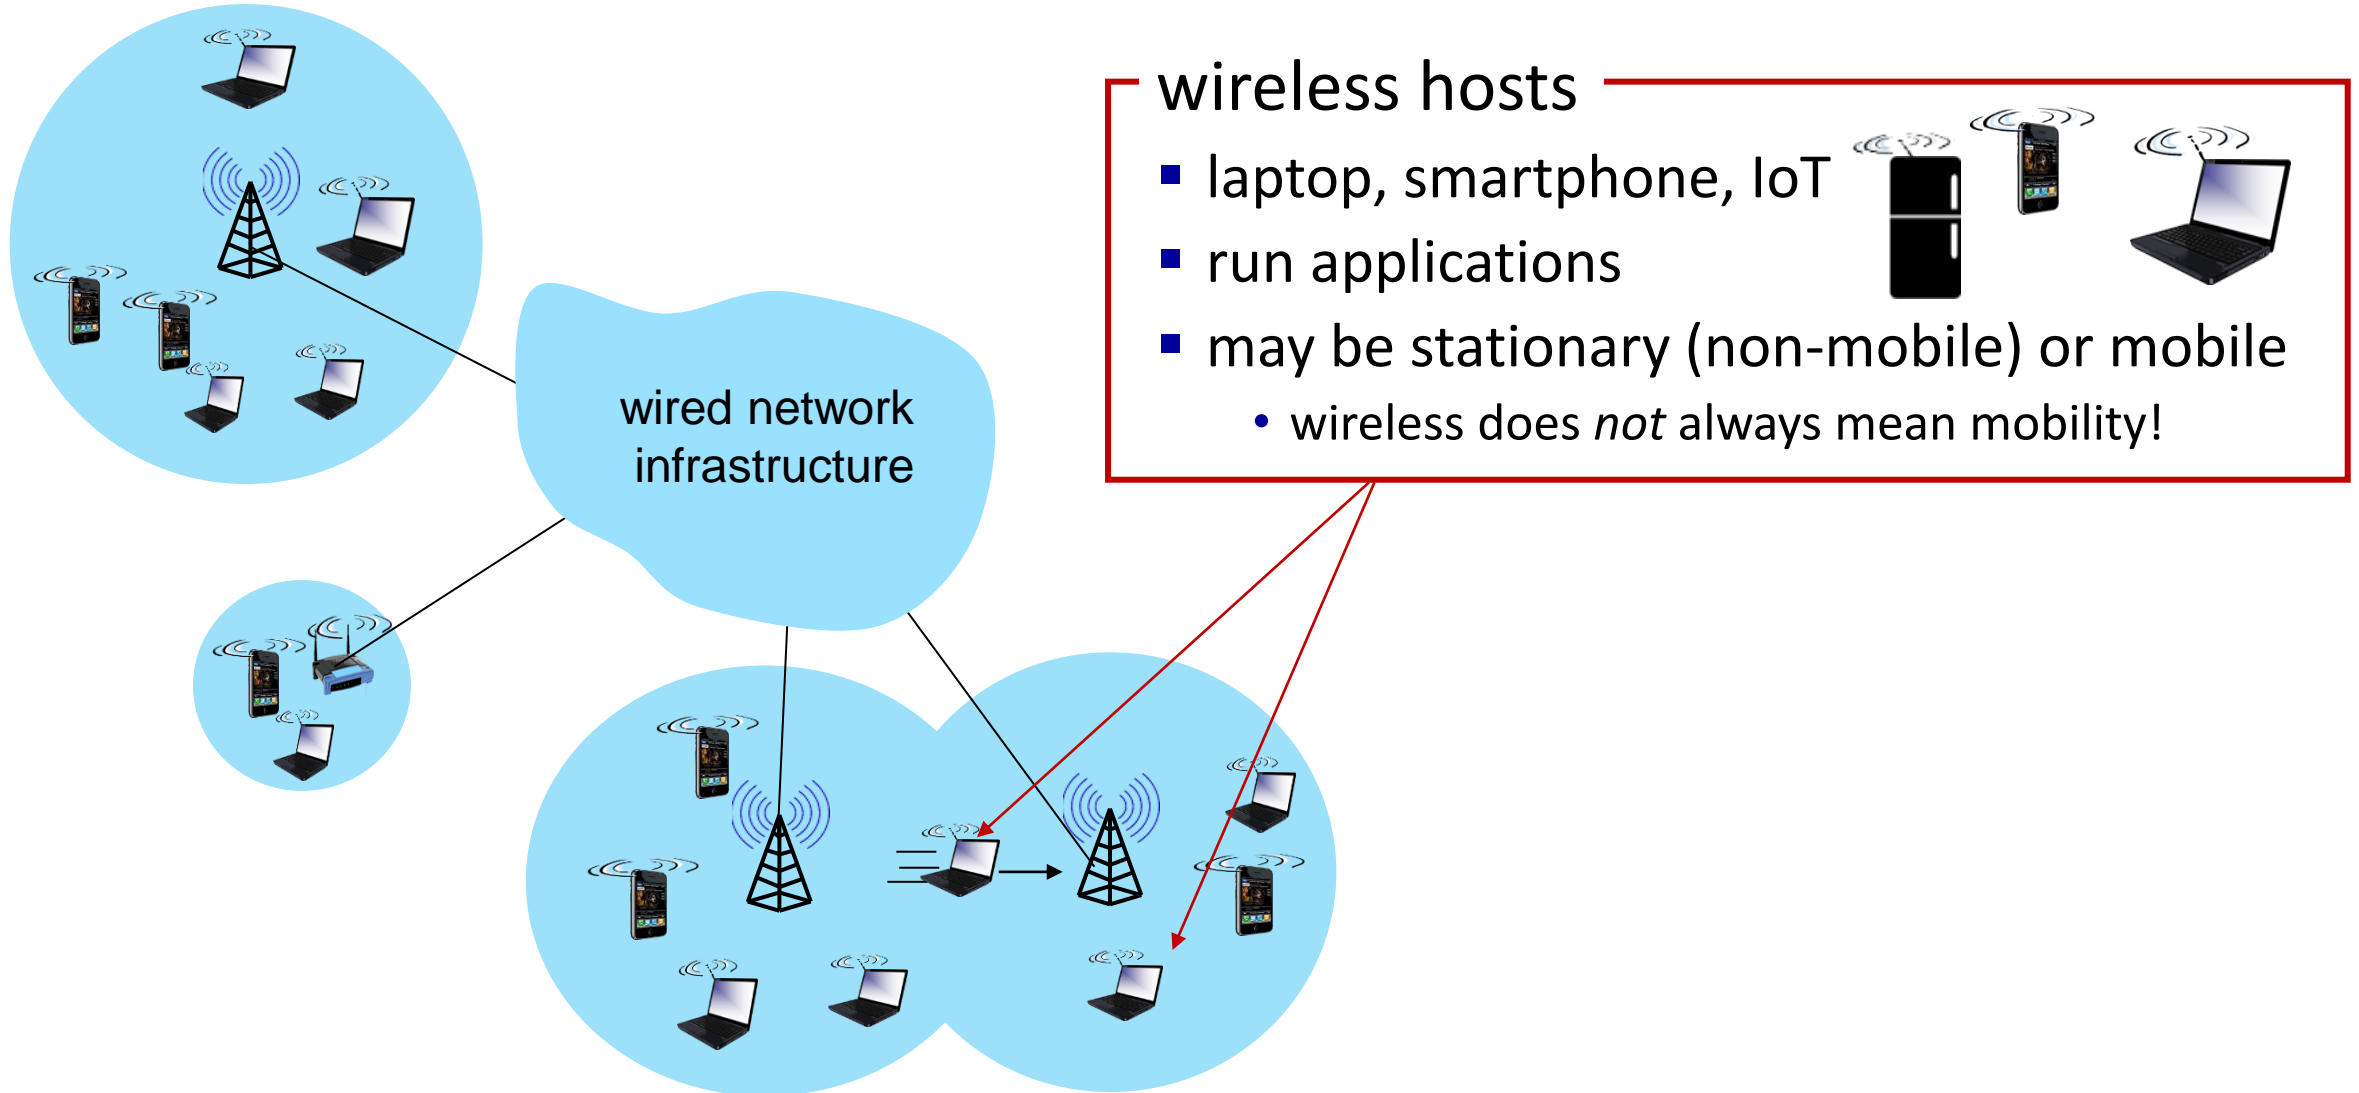 wireless hosts
▪ laptop, smartphone, IoT
▪ run applications
▪ may be stationary (non-mobile) or mobile
• wireless does not always mean mobility!
wired network
infrastructure